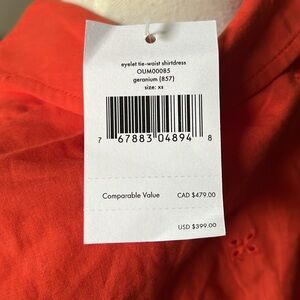 eyelet tie-waist shirtdress
OUM00085
geranium (857)
size: xs
7 67883 04894 8
Comparable Value CAD $479.00
USD $399.00